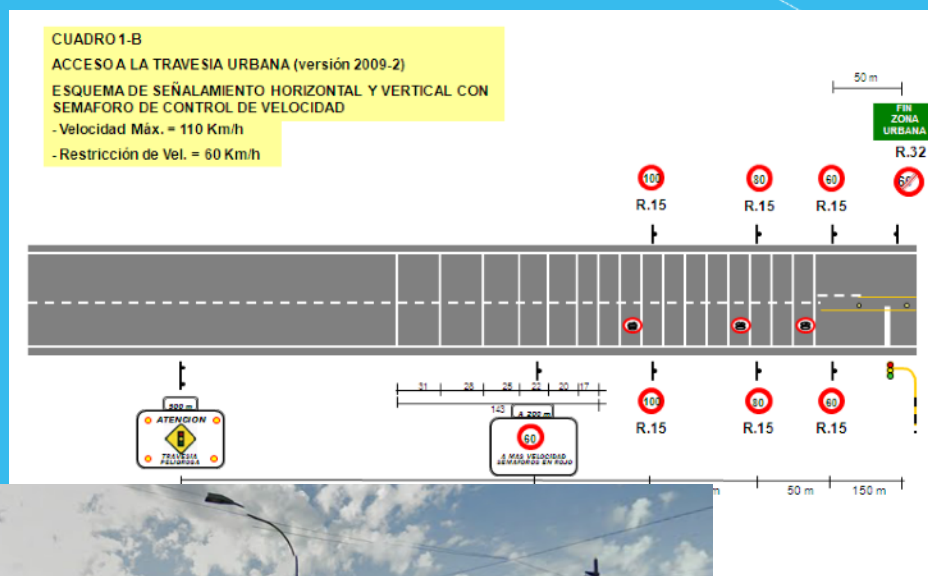 CUADRO 1-B
ACCESO A LA TRAVESIA URBANA (versión 2009-2)
ESQUEMA DE SEÑALAMIENTO HORIZONTAL Y VERTICAL CON
SEMAFORO DE CONTROL DE VELOCIDAD
- Velocidad Máx. = 110 Km/h
- Restricción de Vel. = 60 Km/h
50 m
FIN
ZONA
URBANA
R.32
100
80
60
60
R.15
R.15
R.15
31
28
25
22
20
17
143
500 m
ATENCION
TRAVESIA
PELIGROSA
A 200 m
60
A MAS VELOCIDAD
SEMAFOROS EN ROJO
100
80
60
R.15
R.15
R.15
50 m
150 m